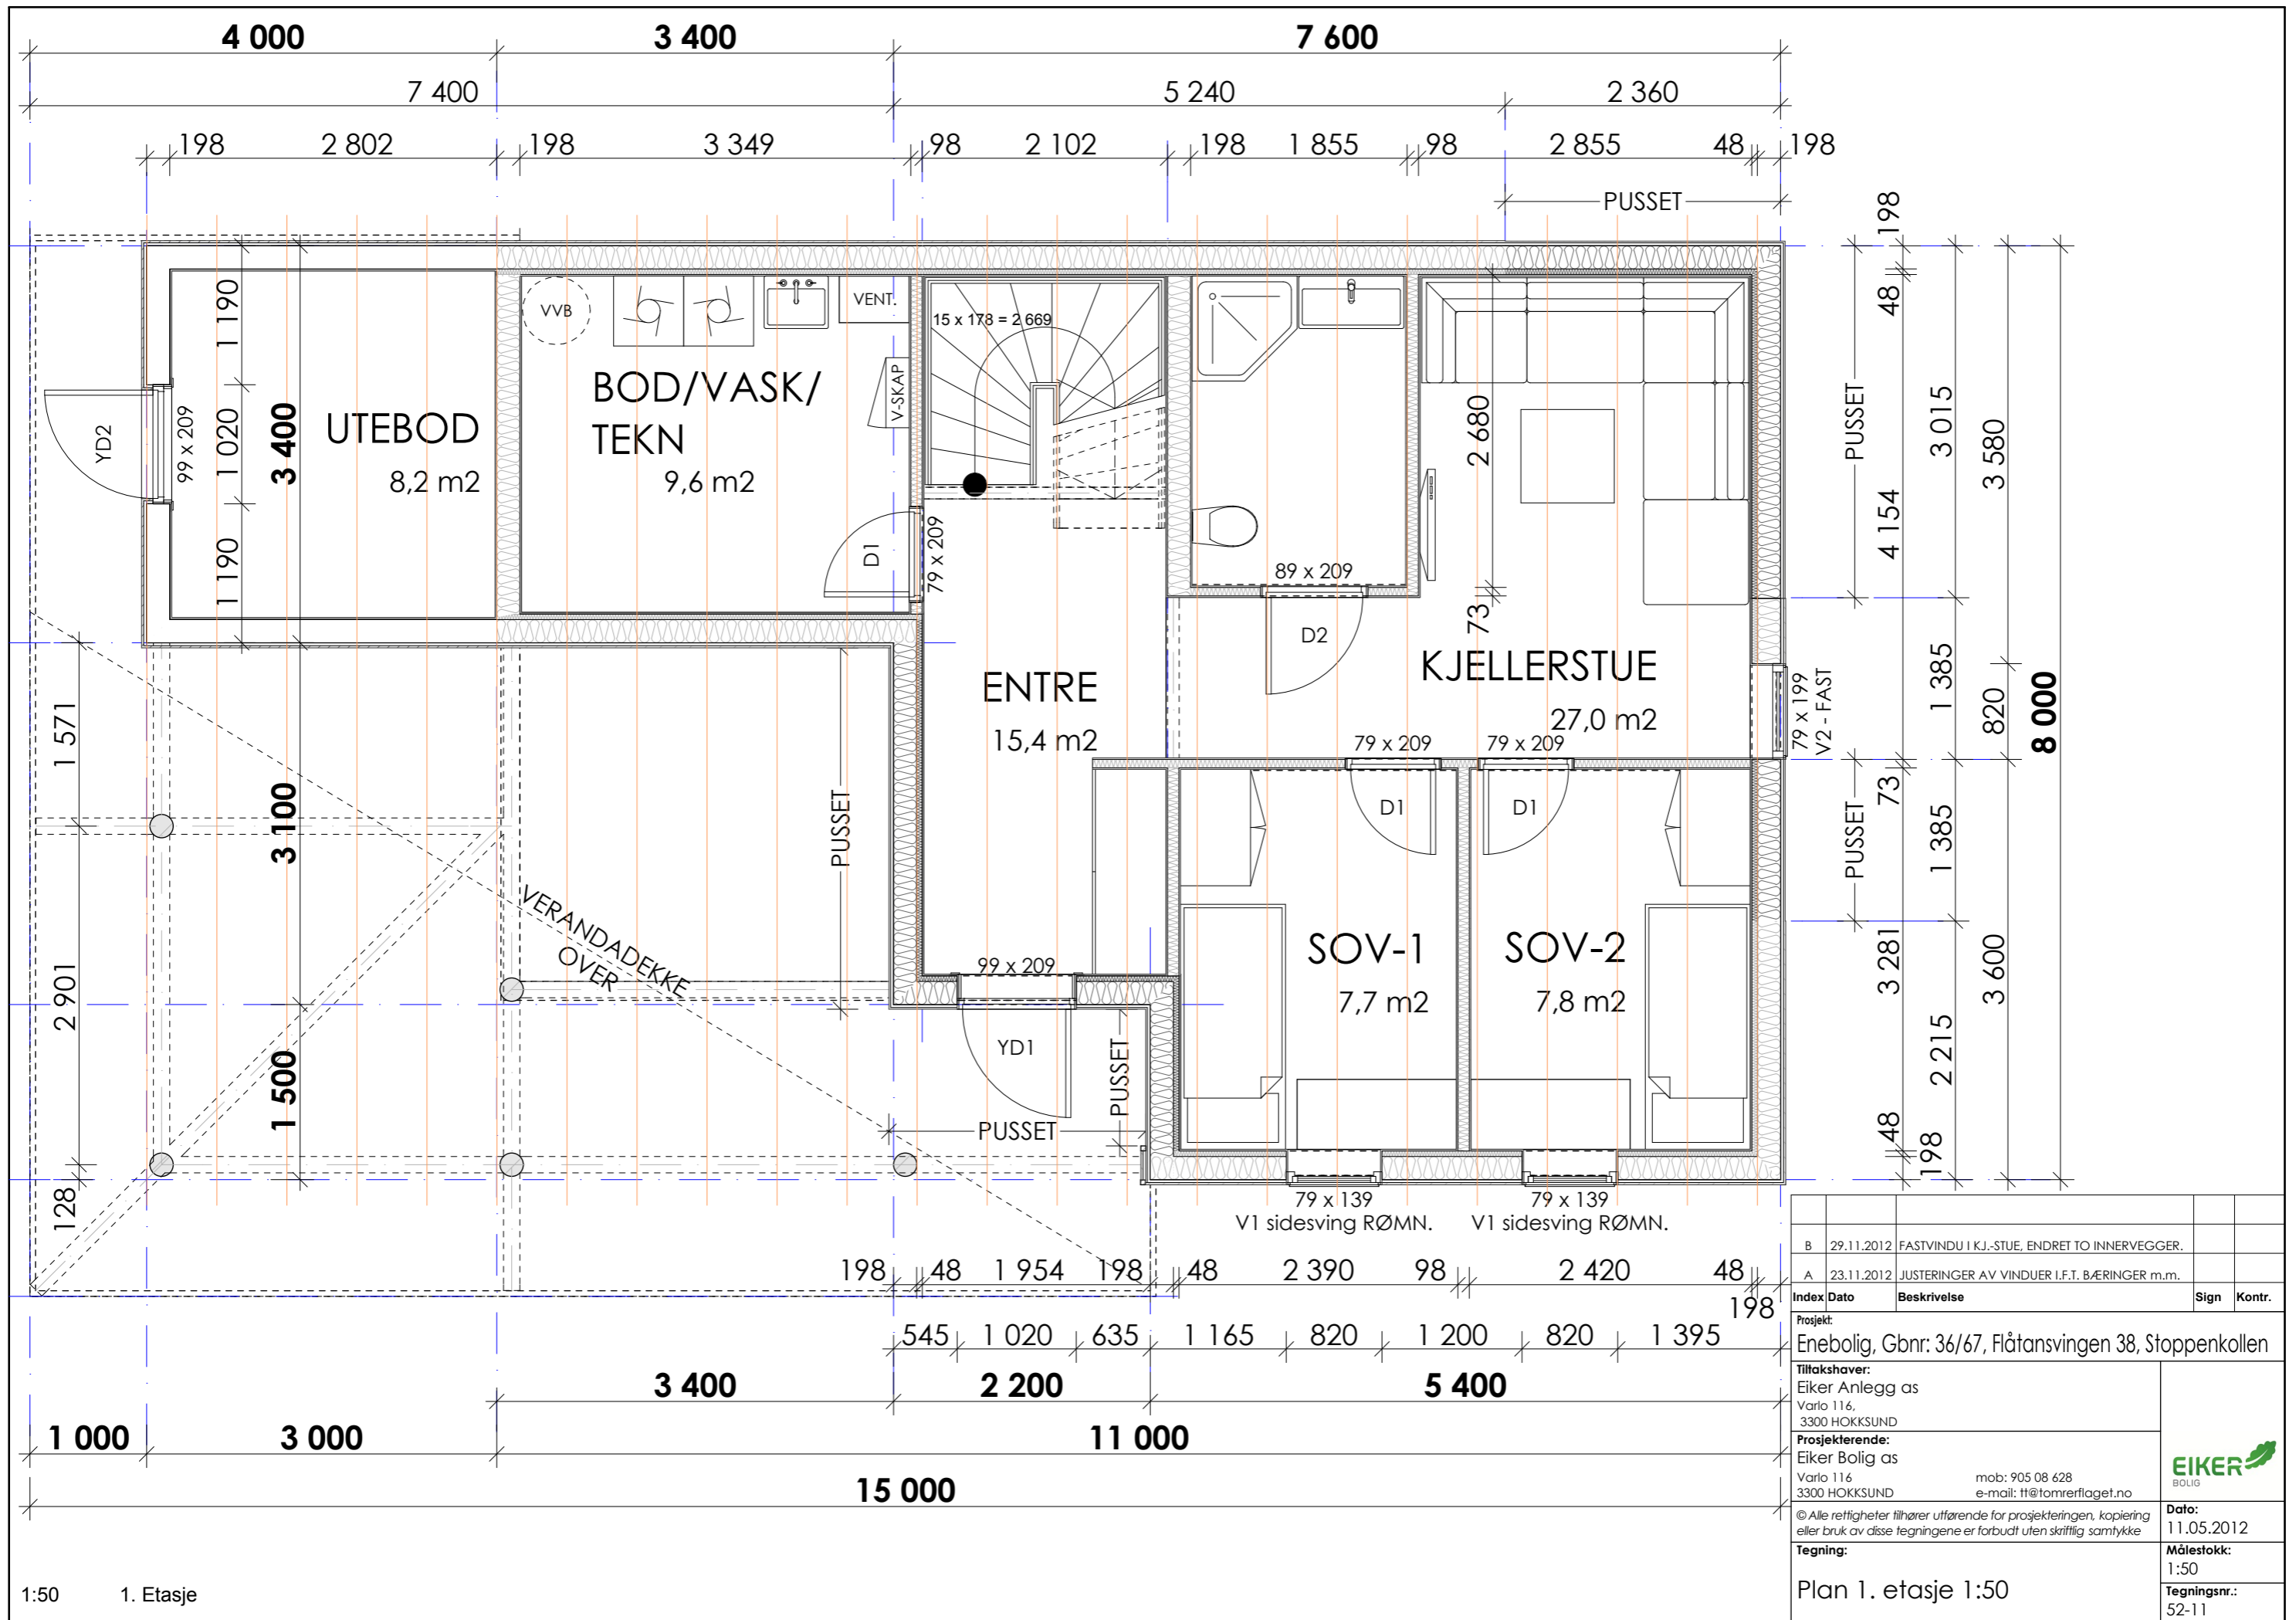 4 000
3 400
7 600
7 400
5 240
2 360
198
2 802
198
3 349
98
2 102
198
1 855
98
2 855
48
198
PUSSET
198
48
1 190
1 020
1 190
3 400
99 x 209
YD2
UTEBOD
8,2 m2
VVB
VENT.
V-SKAP
BOD/VASK/
TEKN
9,6 m2
D1
79 x 209
15 x 178 = 2 669
2 680
73
89 x 209
D2
PUSSET
3 015
3 580
4 154
ENTRE
15,4 m2
KJELLERSTUE
27,0 m2
79 x 209
79 x 209
79 x 199
V2 - FAST
1 385
820
8 000
1 571
3 100
PUSSET
D1
D1
73
PUSSET
1 385
VERANDADEKKE
OVER
SOV-1
7,7 m2
SOV-2
7,8 m2
3 281
3 600
2 901
99 x 209
YD1
PUSSET
PUSSET
1 500
2 215
48
198
128
79 x 139
V1 sidesving RØMN.
79 x 139
V1 sidesving RØMN.
198
48
1 954
198
48
2 390
98
2 420
48
198
545
1 020
635
1 165
820
1 200
820
1 395
3 400
2 200
5 400
1 000
3 000
11 000
15 000
B 29.11.2012 FASTVINDU I KJ.-STUE, ENDRET TO INNERVEGGER.
A 23.11.2012 JUSTERINGER AV VINDUER I.F.T. BÆRINGER m.m.
Index Dato Beskrivelse Sign Kontr.
Prosjekt:
Enebolig, Gbnr: 36/67, Flåtansvingen 38, Stoppenkollen
Tiltakshaver:
Eiker Anlegg as
Varlo 116,
3300 HOKKSUND
Prosjekterende:
Eiker Bolig as
Varlo 116 mob: 905 08 628
3300 HOKKSUND e-mail: tt@tomrerflaget.no
EIKER
BOLIG
© Alle rettigheter tilhører utførende for prosjekteringen, kopiering
eller bruk av disse tegningene er forbudt uten skriftlig samtykke
Dato:
11.05.2012
Tegning:
Plan 1. etasje 1:50
Målestokk:
1:50
Tegningsnr.:
52-11
1:50 1. Etasje